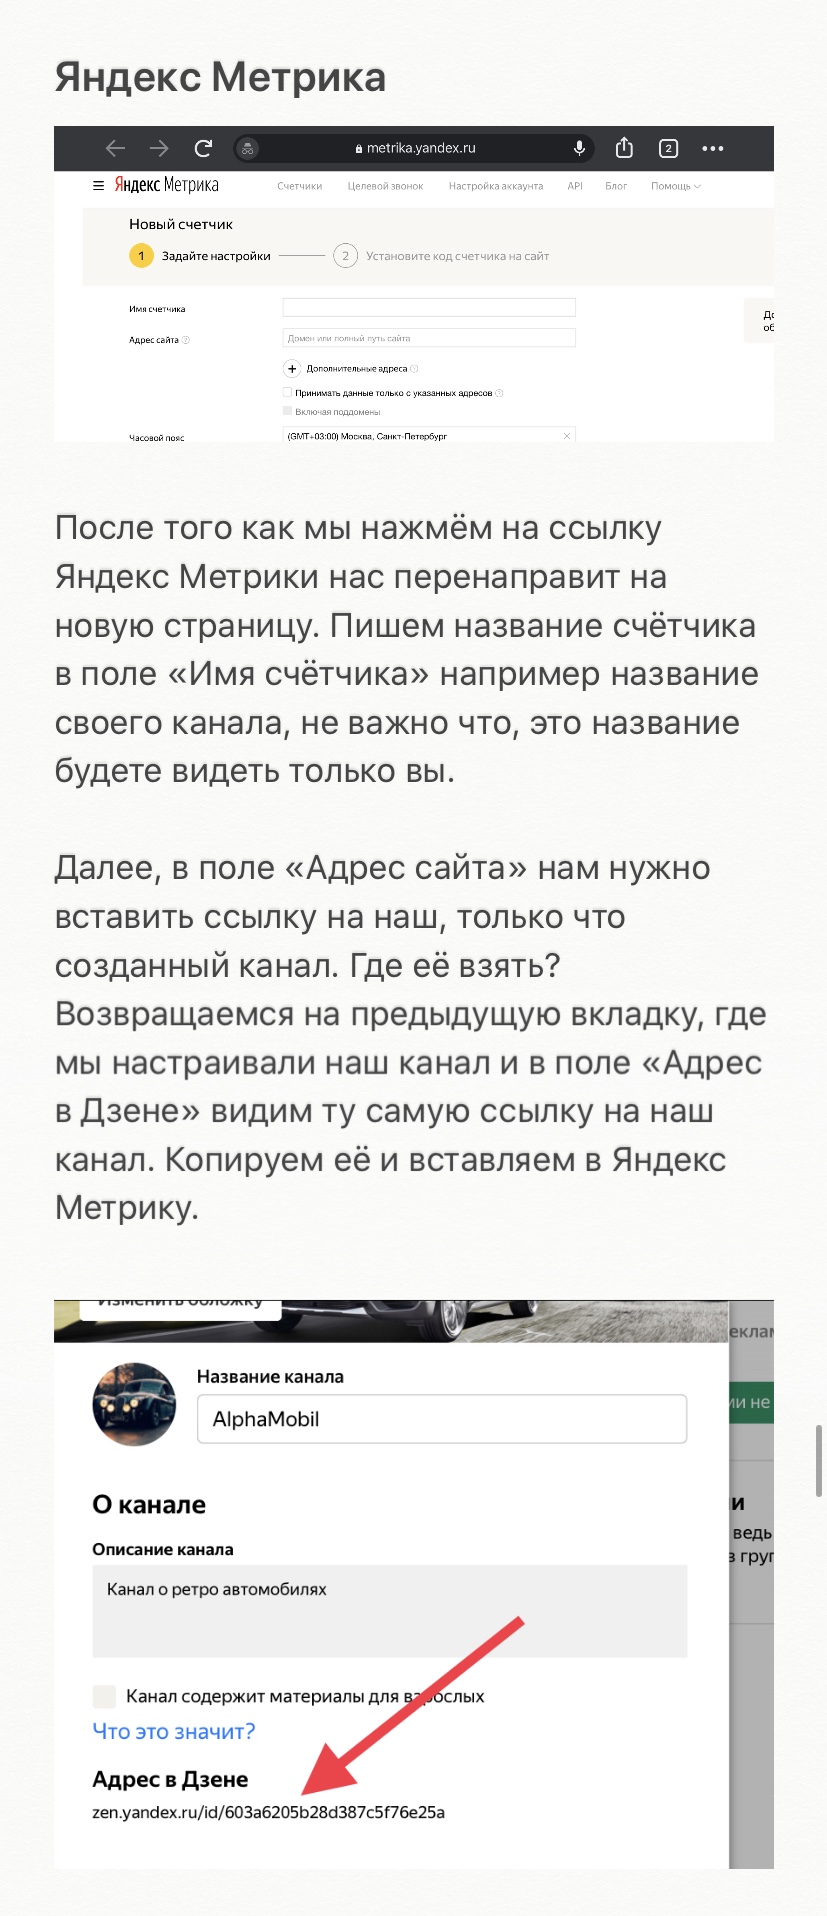 Яндекс Метрика
metrika.yandex.ru
2
Яндекс Метрика
Счетчики Целевой звонок Настройка аккаунта API Блог Помощь
Новый счетчик
1 Задайте настройки 2 Установите код счетчика на сайт
Имя счетчика
Адрес сайта ? Домен или полный путь сайта
+ Дополнительные адреса ?
Принимать данные только с указанных адресов ?
Включая поддомены
Часовой пояс (GMT+03:00) Москва, Санкт-Петербург
После того как мы нажмём на ссылку
Яндекс Метрики нас перенаправит на
новую страницу. Пишем название счётчика
в поле «Имя счётчика» например название
своего канала, не важно что, это название
будете видеть только вы.
Далее, в поле «Адрес сайта» нам нужно
вставить ссылку на наш, только что
созданный канал. Где её взять?
Возвращаемся на предыдущую вкладку, где
мы настраивали наш канал и в поле «Адрес
в Дзене» видим ту самую ссылку на наш
канал. Копируем её и вставляем в Яндекс
Метрику.
Изменить обложку
Название канала
AlphaMobil
О канале
Описание канала
Канал о ретро автомобилях
Канал содержит материалы для взрослых
Что это значит?
Адрес в Дзене
zen.yandex.ru/id/603a6205b28d387c5f76e25a
ми не
ведь